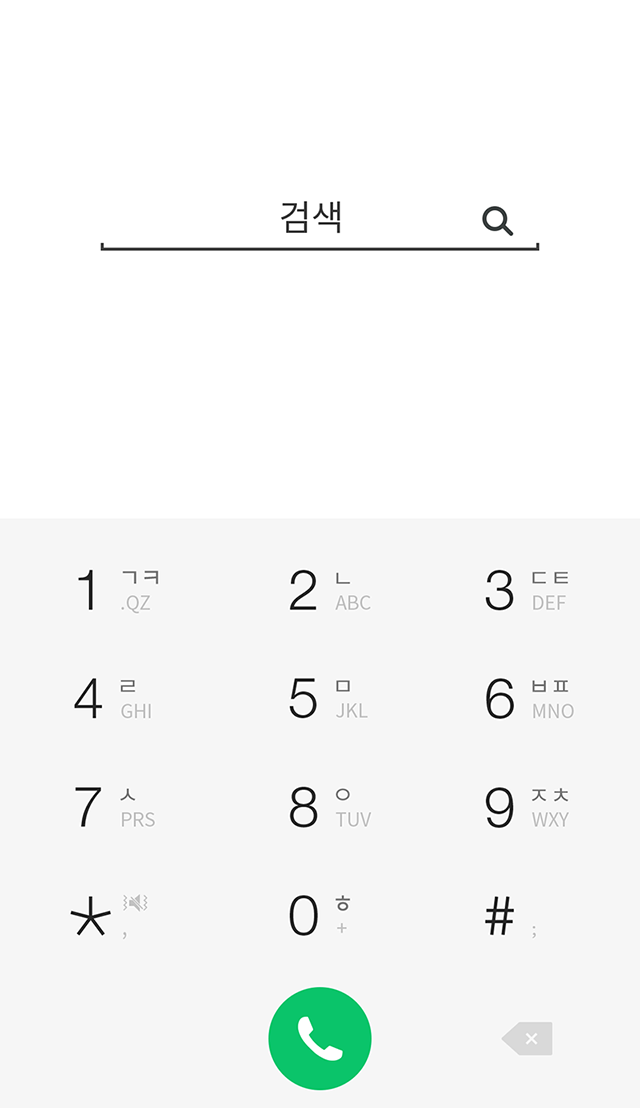 검색
1 ㄱㅋ 2 ㄴ 3 ㄷㅌ
.QZ ABC DEF
4 ㄹ 5 ㅁ 6 ㅂㅍ
GHI JKL MNO
7 ㅅ 8 ㅇ 9 ㅈㅊ
PRS TUV WXY
* 0 ㅎ #
, + ;